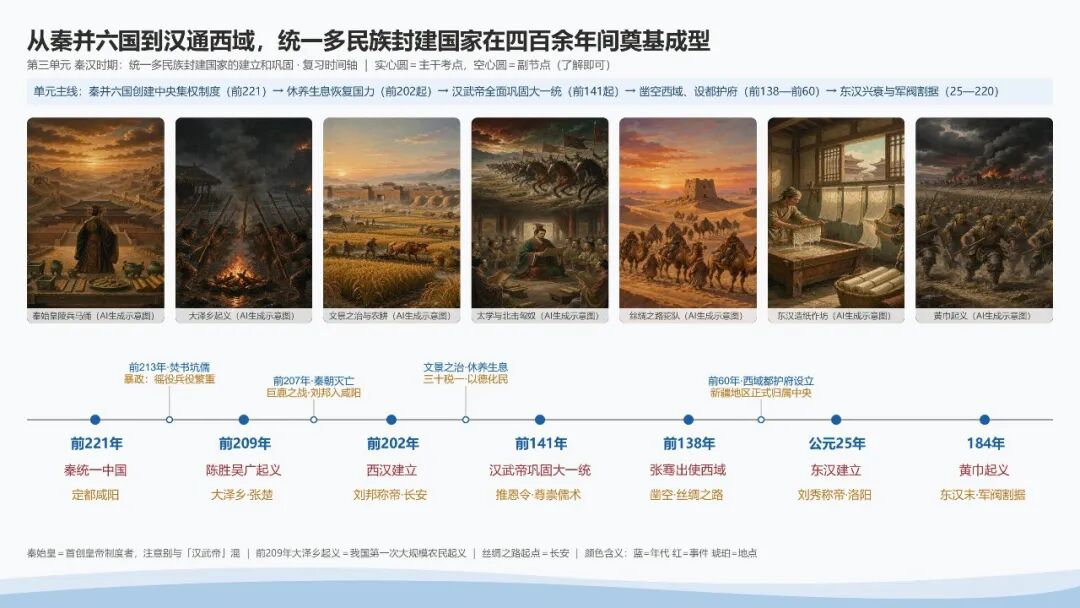 从秦并六国到汉通西域，统一多民族封建国家在四百余年间奠基成型
第三单元 秦汉时期：统一多民族封建国家的建立和巩固 · 复习时间轴 | 实心圆＝主干考点，空心圆＝副节点（了解即可）
单元主线：秦并六国创建中央集权制度（前221）→ 休养生息恢复国力（前202起）→ 汉武帝全面巩固大一统（前141起）→ 凿空西域、设都护府（前138—前60）→ 东汉兴衰与军阀割据（25—220）
秦始皇陵兵马俑（AI生成示意图）
大泽乡起义（AI生成示意图）
文景之治与农耕（AI生成示意图）
太学与北击匈奴（AI生成示意图）
丝绸之路驼队（AI生成示意图）
东汉造纸作坊（AI生成示意图）
黄巾起义（AI生成示意图）
前213年·焚书坑儒
暴政：徭役兵役繁重
前207年·秦朝灭亡
巨鹿之战·刘邦入咸阳
文景之治·休养生息
三十税一·以德化民
前60年·西域都护府设立
新疆地区正式归属中央
前221年
秦统一中国
定都咸阳
前209年
陈胜吴广起义
大泽乡·张楚
前202年
西汉建立
刘邦称帝·长安
前141年
汉武帝巩固大一统
推恩令·尊崇儒术
前138年
张骞出使西域
凿空·丝绸之路
公元25年
东汉建立
刘秀称帝·洛阳
184年
黄巾起义
东汉末·军阀割据
秦始皇＝首创皇帝制度者，注意别与「汉武帝」混 | 前209年大泽乡起义＝我国第一次大规模农民起义 | 丝绸之路起点＝长安 | 颜色含义：蓝=年代 红=事件 琥珀=地点